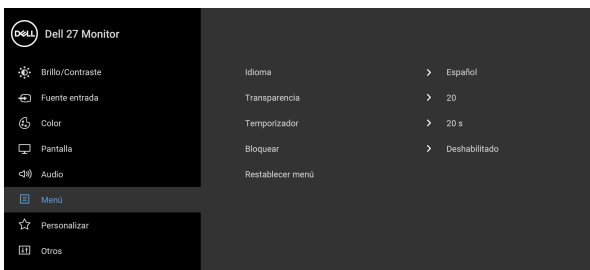 DELL Dell 27 Monitor
Brillo/Contraste
Idioma > Español
Fuente entrada
Transparencia > 20
Color
Temporizador > 20 s
Pantalla
Bloquear > Deshabilitado
Audio
Restablecer menú
Menú
Personalizar
Otros